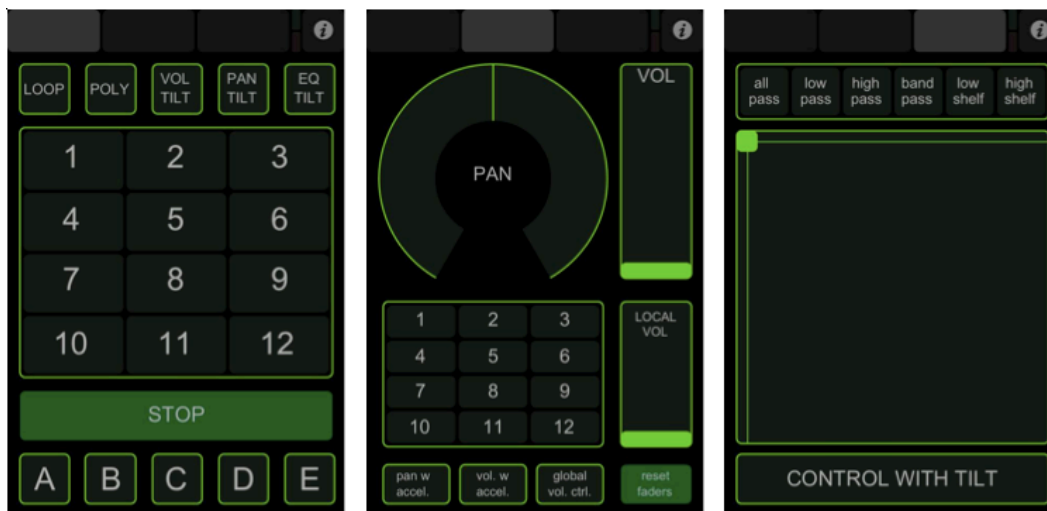 i
LOOP POLY VOL TILT PAN TILT EQ TILT
1 2 3
4 5 6
7 8 9
10 11 12
STOP
A B C D E
i
PAN
VOL
1 2 3
4 5 6
7 8 9
10 11 12
LOCAL
VOL
pan w accel. vol. w accel. global vol. ctrl. reset faders
i
all pass low pass high pass band pass low shelf high shelf
CONTROL WITH TILT